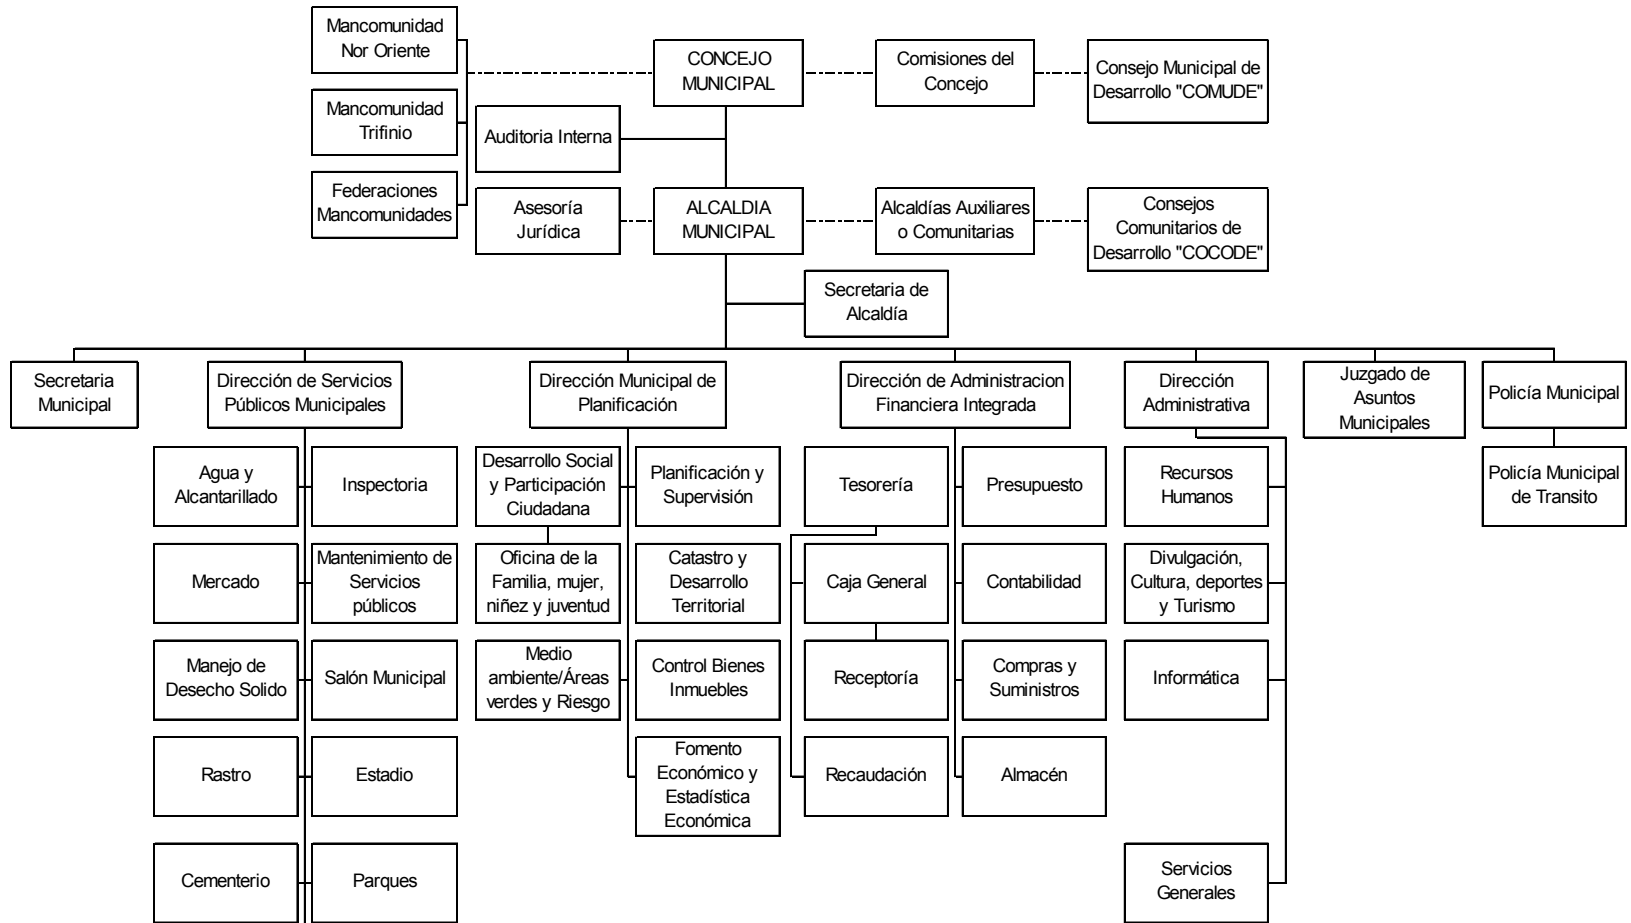 Mancomunidad
Nor Oriente
CONCEJO
MUNICIPAL
Comisiones del
Concejo
Consejo Municipal de
Desarrollo "COMUDE"
Mancomunidad
Trifinio
Auditoria Interna
Federaciones
Mancomunidades
Asesoría
Jurídica
ALCALDIA
MUNICIPAL
Alcaldías Auxiliares
o Comunitarias
Consejos
Comunitarios de
Desarrollo "COCODE"
Secretaria de
Alcaldía
Secretaria
Municipal
Dirección de Servicios
Públicos Municipales
Dirección Municipal de
Planificación
Dirección de Administracion
Financiera Integrada
Dirección
Administrativa
Juzgado de
Asuntos
Municipales
Policía Municipal
Agua y
Alcantarillado
Inspectoria
Desarrollo Social
y Participación
Ciudadana
Planificación y
Supervisión
Tesorería
Presupuesto
Recursos
Humanos
Policía Municipal
de Transito
Mercado
Mantenimiento de
Servicios
públicos
Oficina de la
Familia, mujer,
niñez y juventud
Catastro y
Desarrollo
Territorial
Caja General
Contabilidad
Divulgación,
Cultura, deportes
y Turismo
Manejo de
Desecho Solido
Salón Municipal
Medio
ambiente/Áreas
verdes y Riesgo
Control Bienes
Inmuebles
Receptoría
Compras y
Suministros
Informática
Rastro
Estadio
Fomento
Económico y
Estadística
Económica
Recaudación
Almacén
Cementerio
Parques
Servicios
Generales